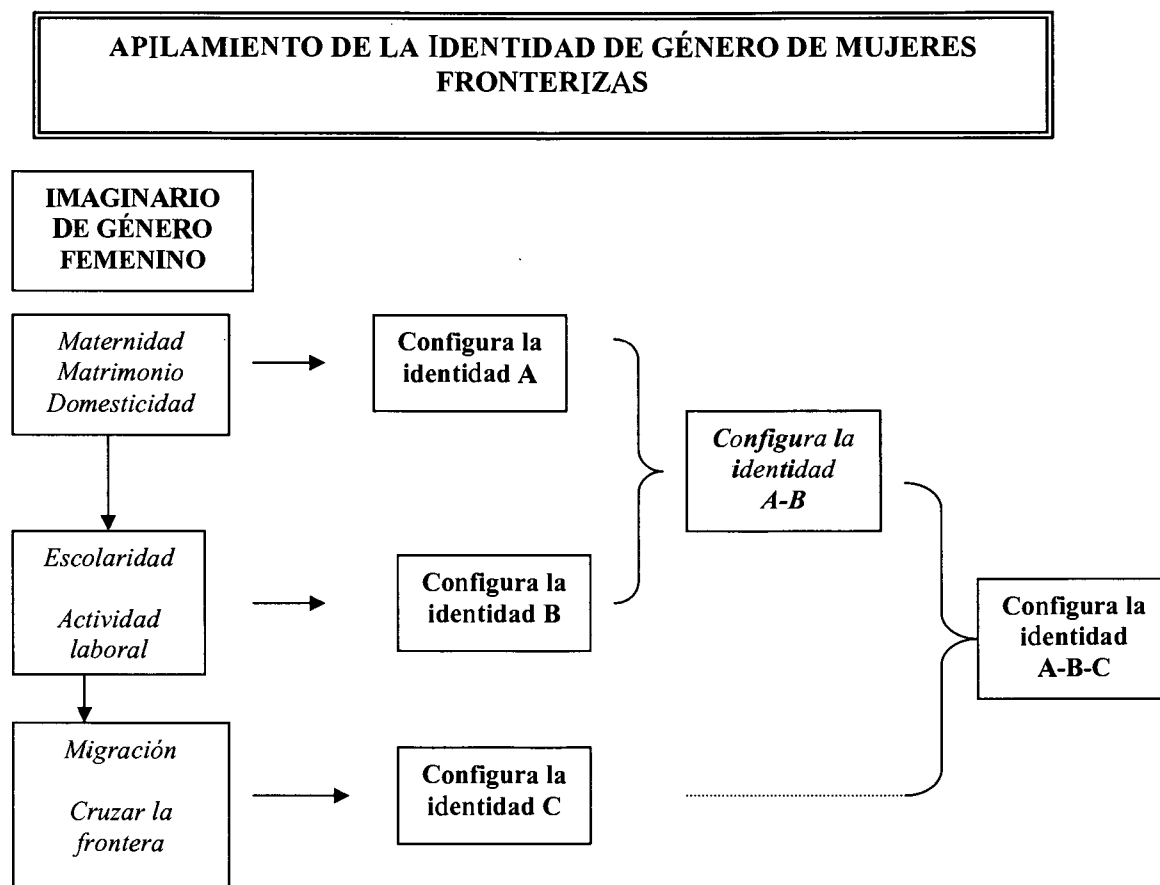 APILAMIENTO DE LA IDENTIDAD DE GÉNERO DE MUJERES
FRONTERIZAS
IMAGINARIO
DE GÉNERO
FEMENINO
Maternidad
Matrimonio
Domesticidad
Configura la
identidad A
Configura la
identidad
A-B
Escolaridad
Actividad
laboral
Configura la
identidad B
Configura la
identidad
A-B-C
Migración
Cruzar la
frontera
Configura la
identidad C